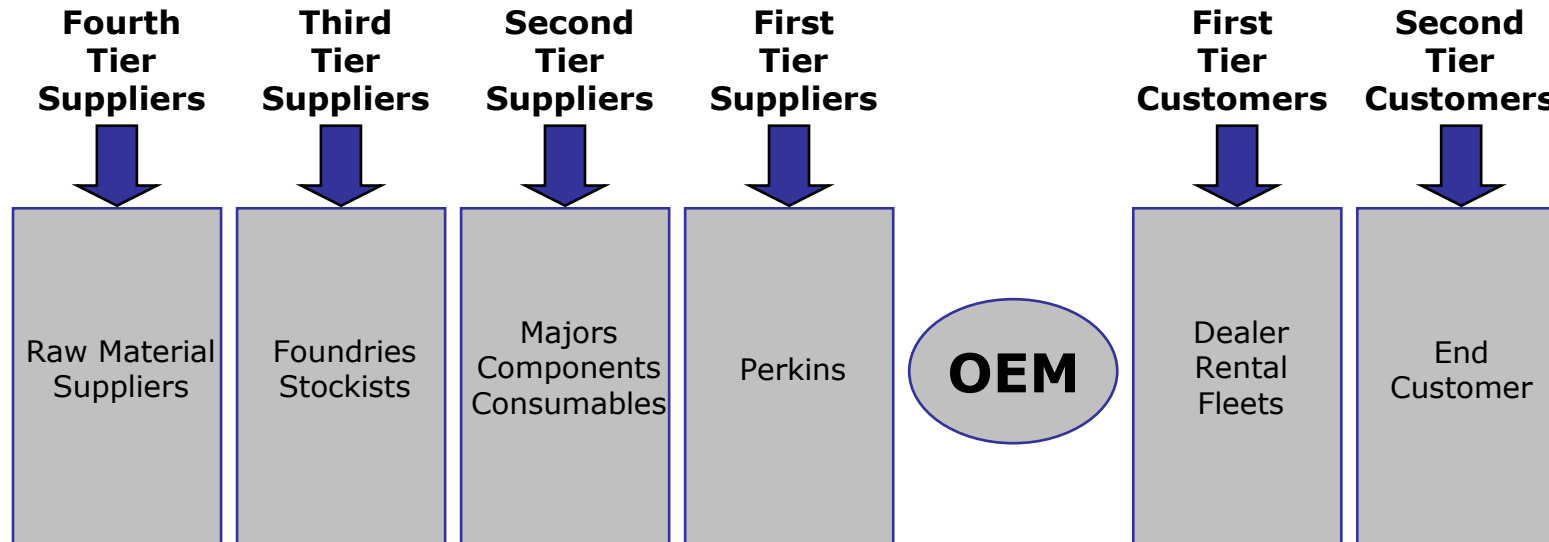 Fourth
Tier
Suppliers
Third
Tier
Suppliers
Second
Tier
Suppliers
First
Tier
Suppliers
First
Tier
Customers
Second
Tier
Customers
Raw Material
Suppliers
Foundries
Stockists
Majors
Components
Consumables
Perkins
OEM
Dealer
Rental
Fleets
End
Customer